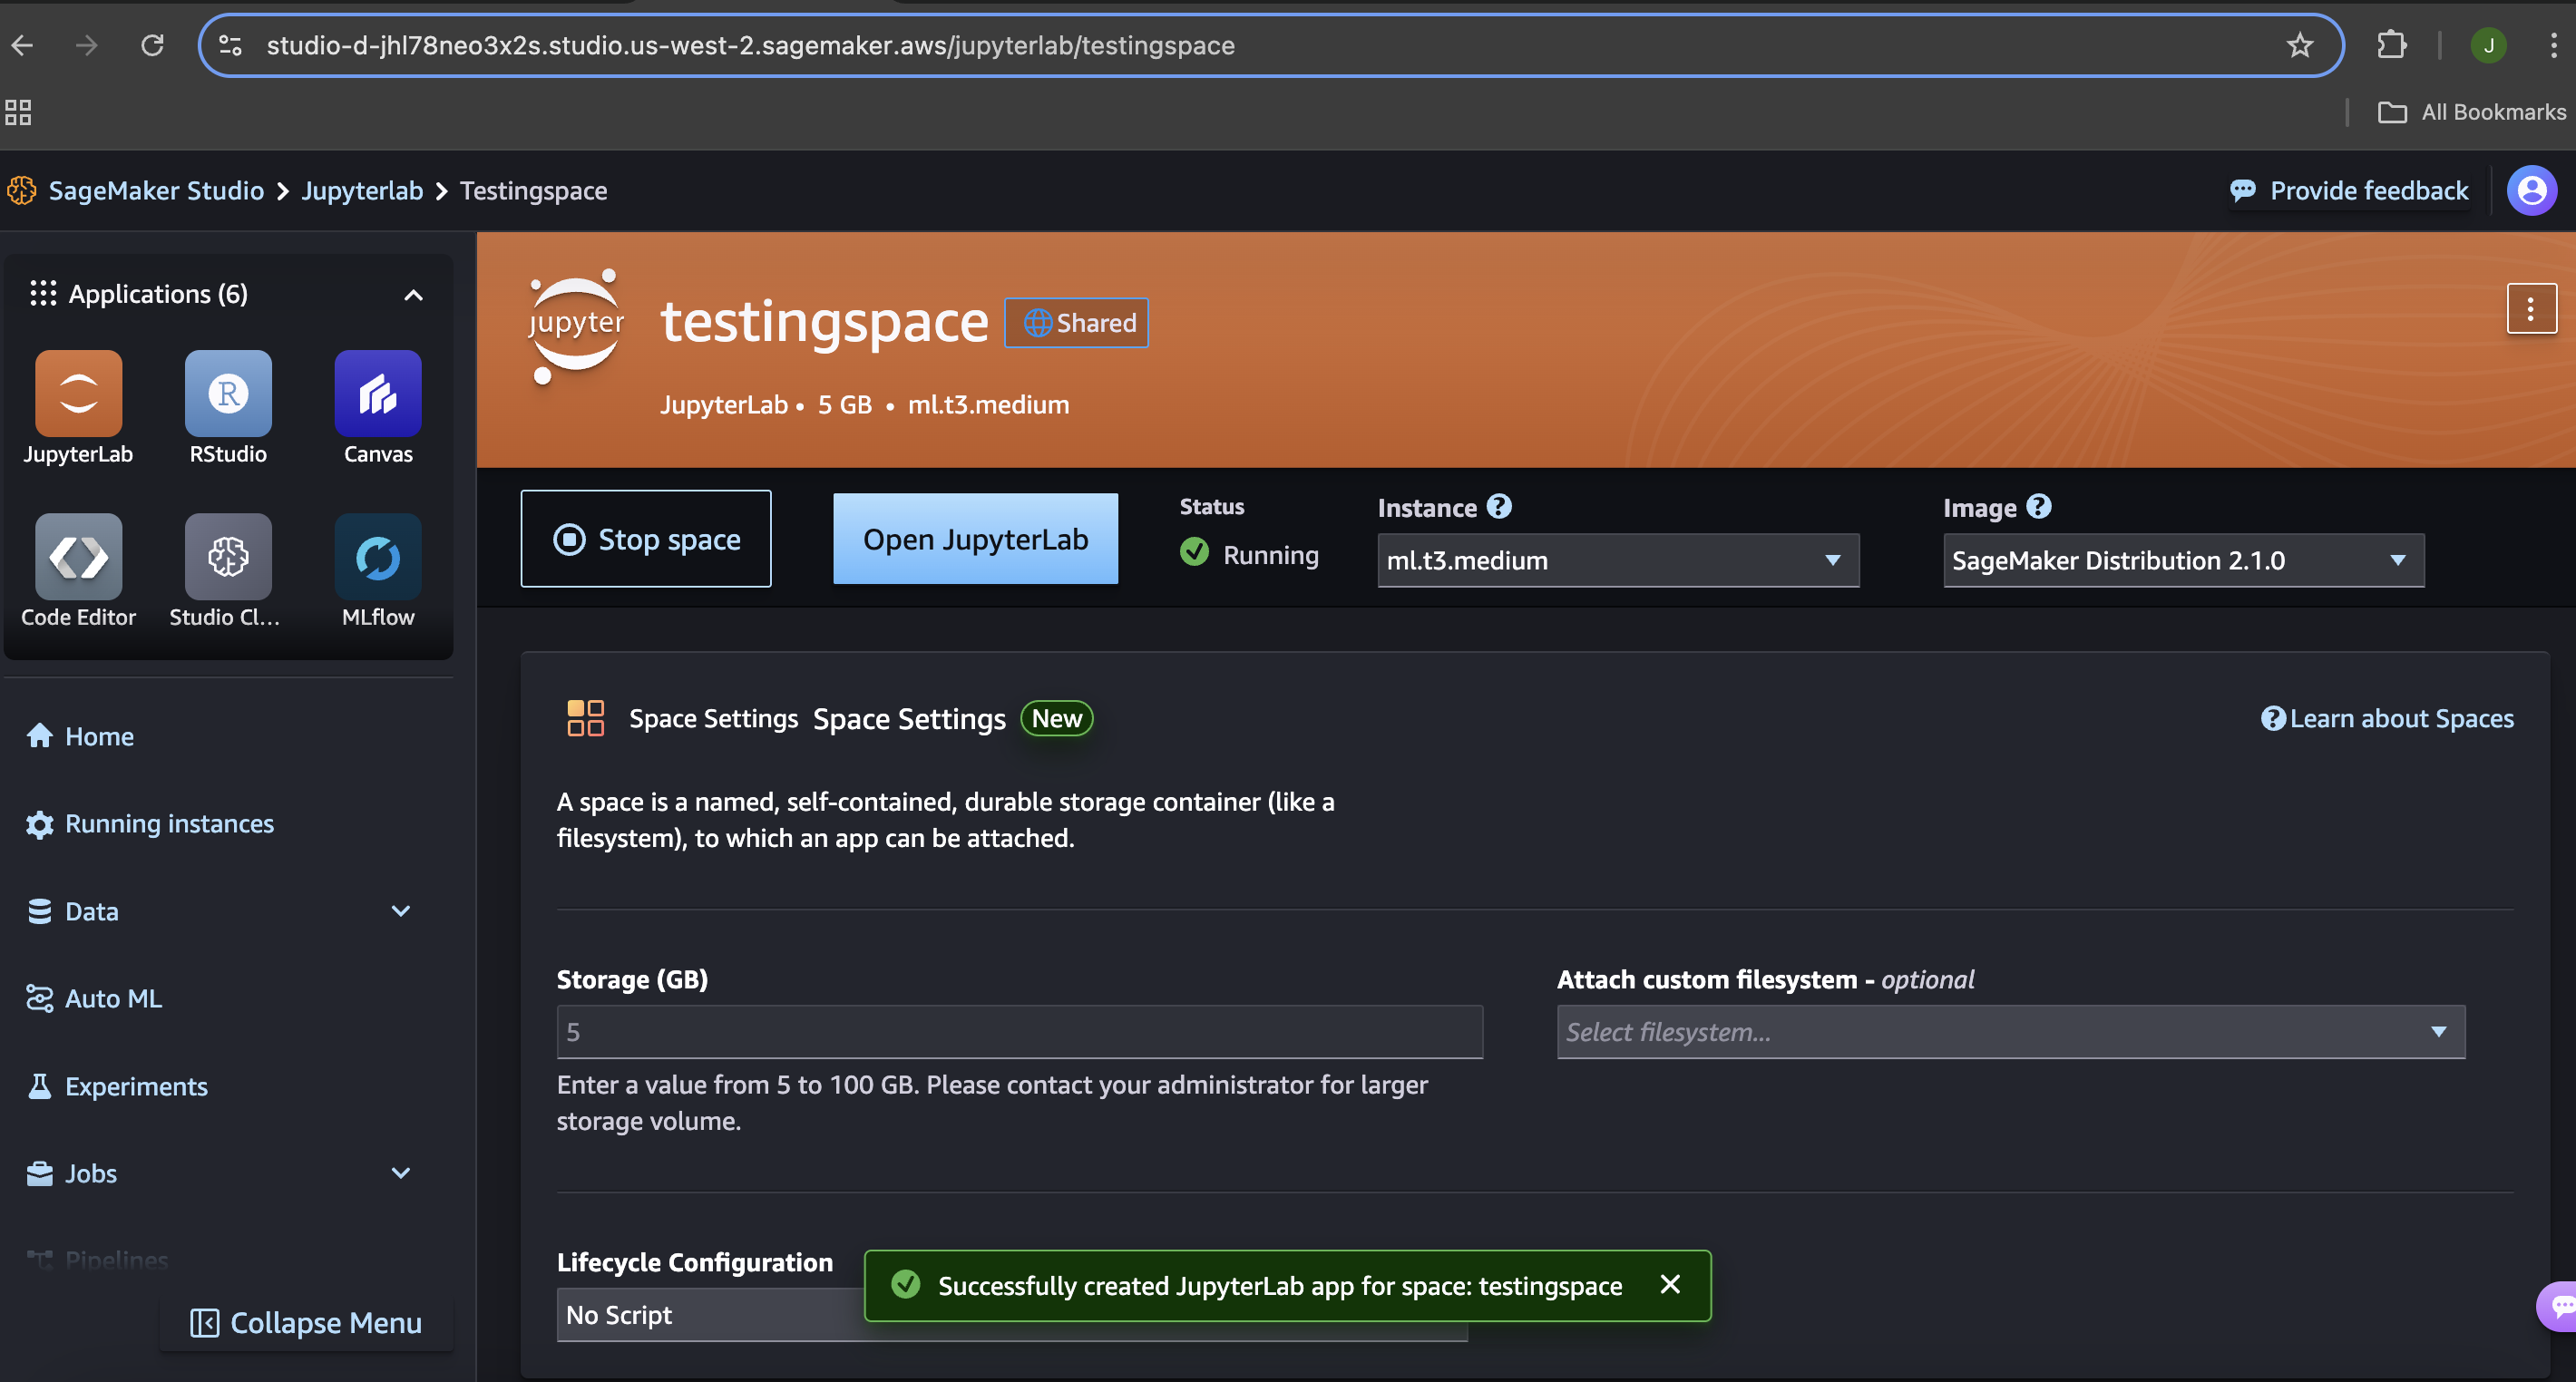 studio-d-jhl78neo3x2s.studio.us-west-2.sagemaker.aws/jupyterlab/testingspace
J
All Bookmarks
SageMaker Studio > Jupyterlab > Testingspace
Provide feedback
Applications (6)
JupyterLab
RStudio
Canvas
Code Editor
Studio Cl...
MLflow
Home
Running instances
Data
Auto ML
Experiments
Jobs
Pipelines
Collapse Menu
jupyter
testingspace
Shared
JupyterLab • 5 GB • ml.t3.medium
Stop space
Open JupyterLab
Status
Running
Instance
ml.t3.medium
Image
SageMaker Distribution 2.1.0
Space Settings Space Settings New
Learn about Spaces
A space is a named, self-contained, durable storage container (like a
filesystem), to which an app can be attached.
Storage (GB)
5
Enter a value from 5 to 100 GB. Please contact your administrator for larger
storage volume.
Attach custom filesystem - optional
Select filesystem...
Lifecycle Configuration
No Script
Successfully created JupyterLab app for space: testingspace